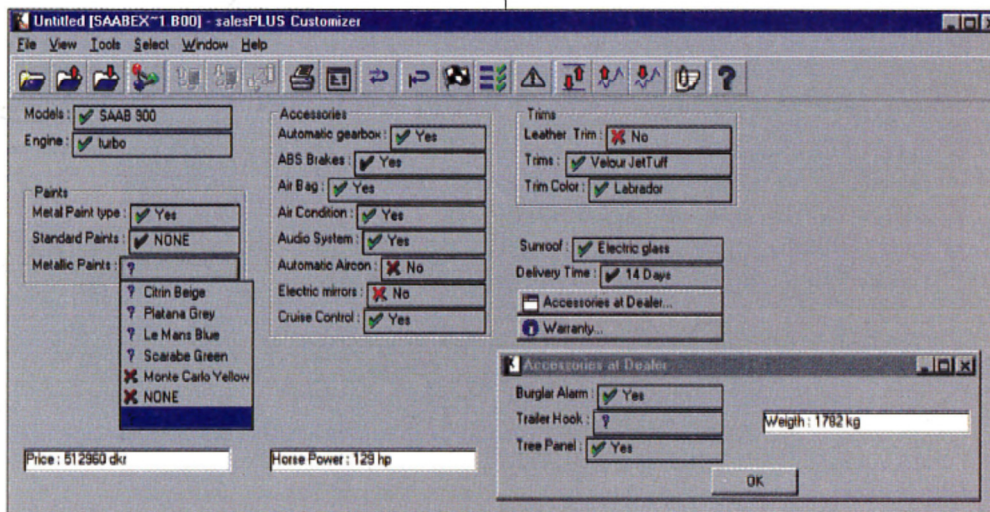 Untitled [SAABEX~1 B00] - salesPLUS Customizer
File View Tools Select Window Help
Models : SAAB 900
Engine : turbo
Paints
Metal Paint type : Yes
Standard Paints : NONE
Metallic Paints : ?
? Citrin Beige
? Platana Grey
? Le Mans Blue
? Scarabe Green
Monte Carlo Yellow
NONE
Accessories
Automatic gearbox : Yes
ABS Brakes : Yes
Air Bag : Yes
Air Condition : Yes
Audio System : Yes
Automatic Aircon : No
Electric mirrors : No
Cruise Control : Yes
Trims
Leather Trim : No
Trims : Velour JetTuff
Trim Color : Labrador
Sunroof : Electric glass
Delivery Time : 14 Days
Accessories at Dealer...
Warranty...
Accessories at Dealer
Burglar Alarm : Yes
Trailer Hook : ?
Tree Panel : Yes
Weigth : 1782 kg
OK
Price : 512960 dkr
Horse Power : 129 hp